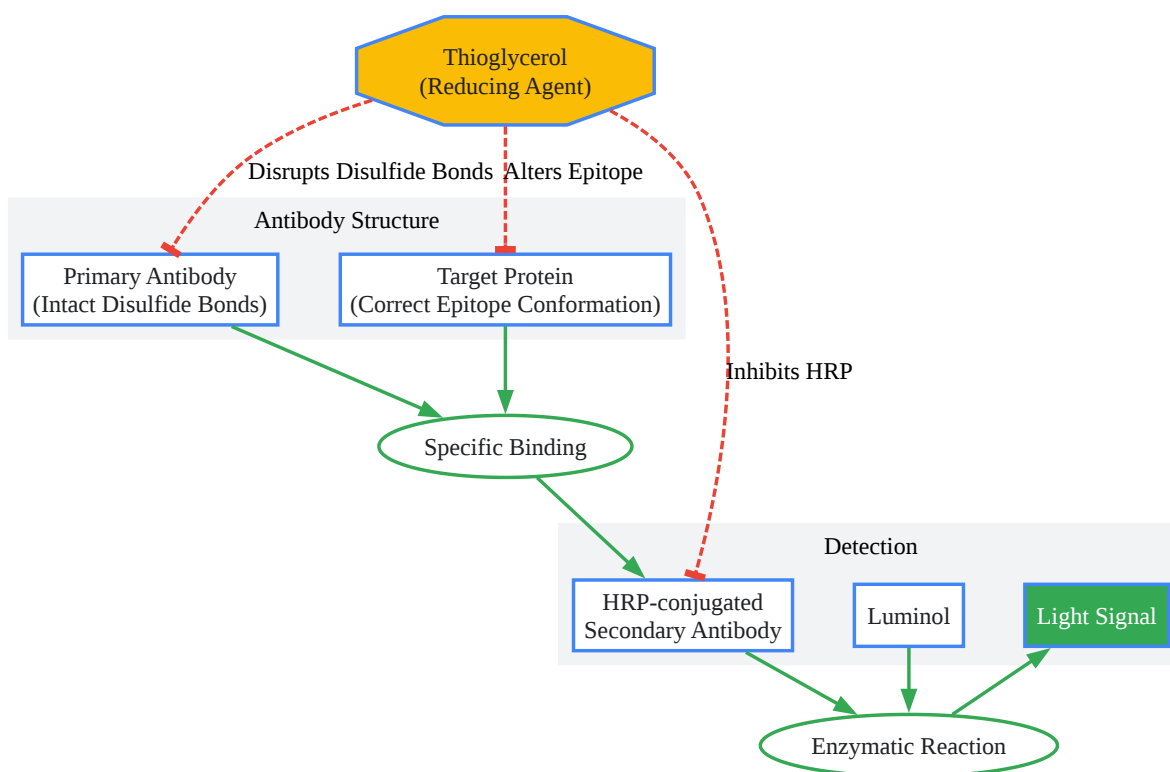 Thioglycerol
(Reducing Agent)
Disrupts Disulfide Bonds
Alters Epitope
Antibody Structure
Primary Antibody
(Intact Disulfide Bonds)
Target Protein
(Correct Epitope Conformation)
Inhibits HRP
Specific Binding
Detection
HRP-conjugated
Secondary Antibody
Luminol
Light Signal
Enzymatic Reaction